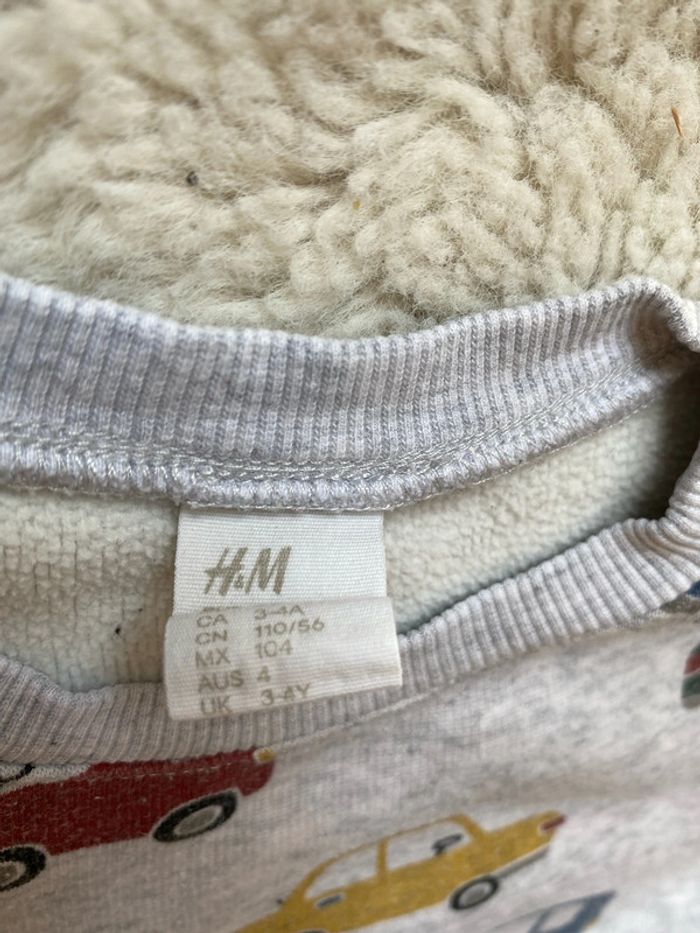 H&M
CA 3-4A
CN 110/56
MX 104
AUS 4
UK 3-4Y